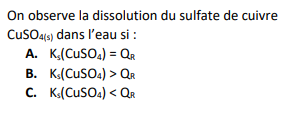 On observe la dissolution du sulfate de cuivre
CuSO4(s) dans l'eau si :
A. Ks(CuSO4) = QR
B. Ks(CuSO4) > QR
C. Ks(CuSO4) < QR